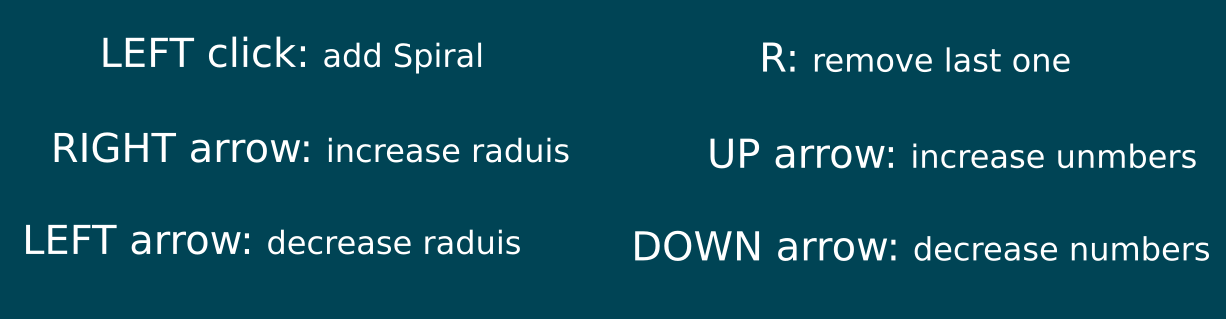 LEFT click: add Spiral
R: remove last one
RIGHT arrow: increase raduis
UP arrow: increase unmbers
LEFT arrow: decrease raduis
DOWN arrow: decrease numbers